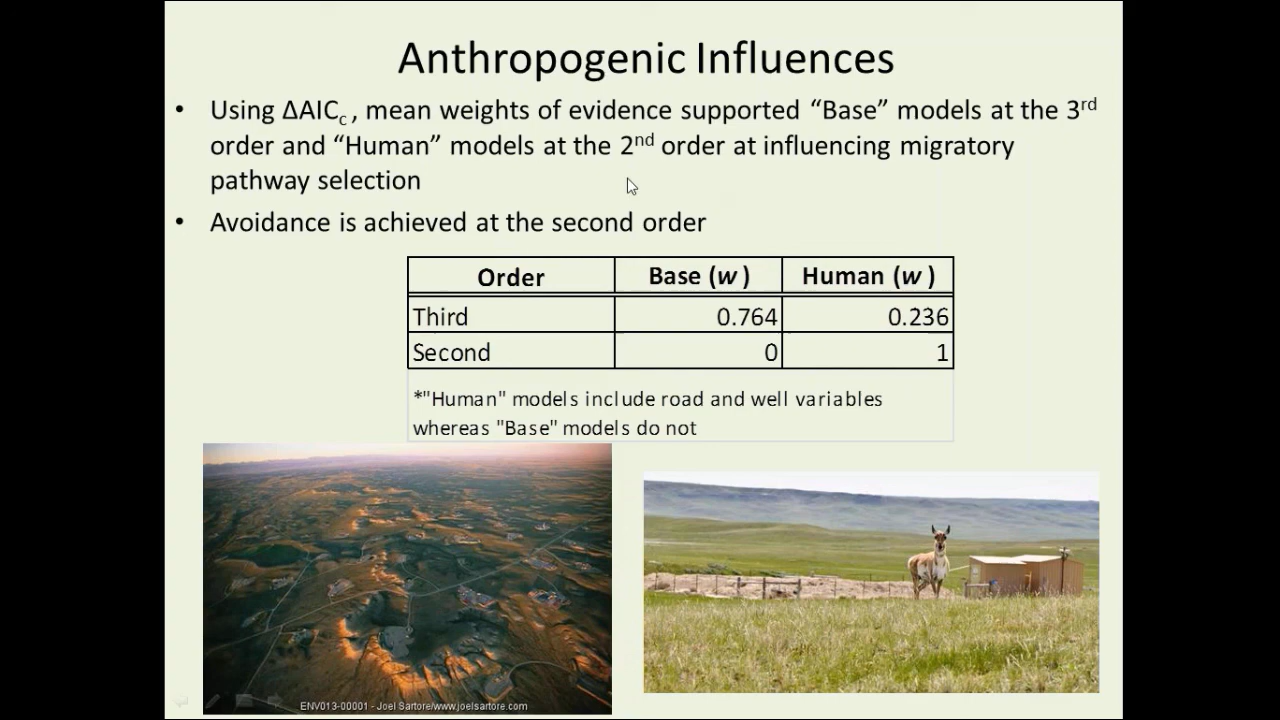 Anthropogenic Influences
• Using ΔAICc , mean weights of evidence supported “Base” models at the 3rd
order and “Human” models at the 2nd order at influencing migratory
pathway selection
• Avoidance is achieved at the second order
Order Base (w ) Human (w )
Third 0.764 0.236
Second 0 1
*"Human" models include road and well variables
whereas "Base" models do not
ENV013-00001 - Joel Sartore/www.joelsartore.com